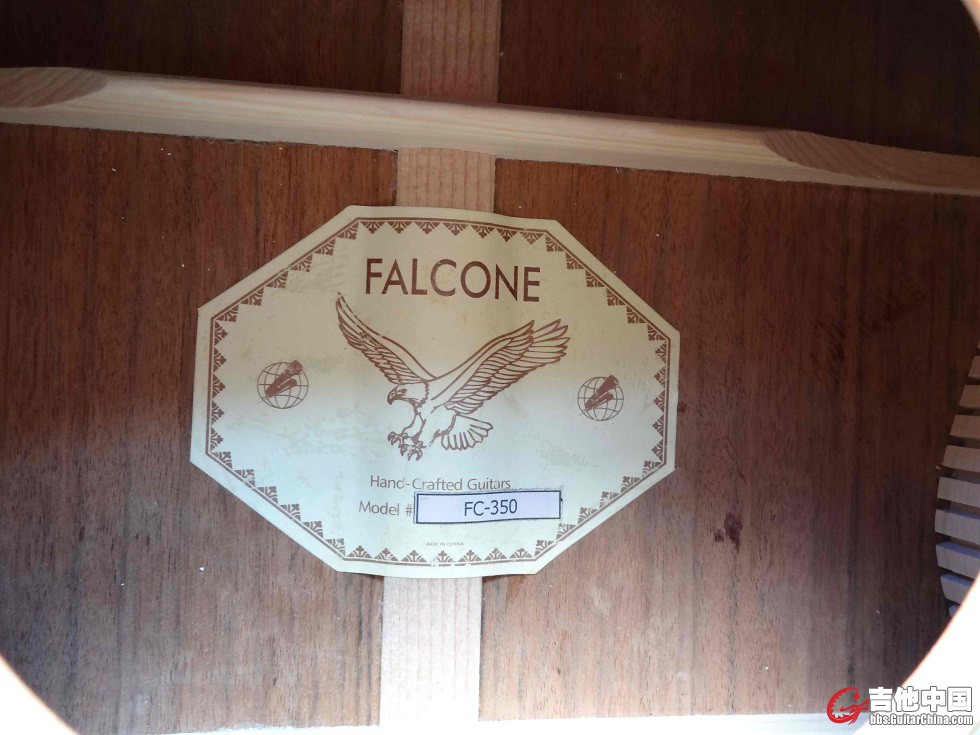 FALCONE
Hand-Crafted Guitars
Model # FC-350
MADE IN CHINA
吉他中国
bbs.GuitarChina.com